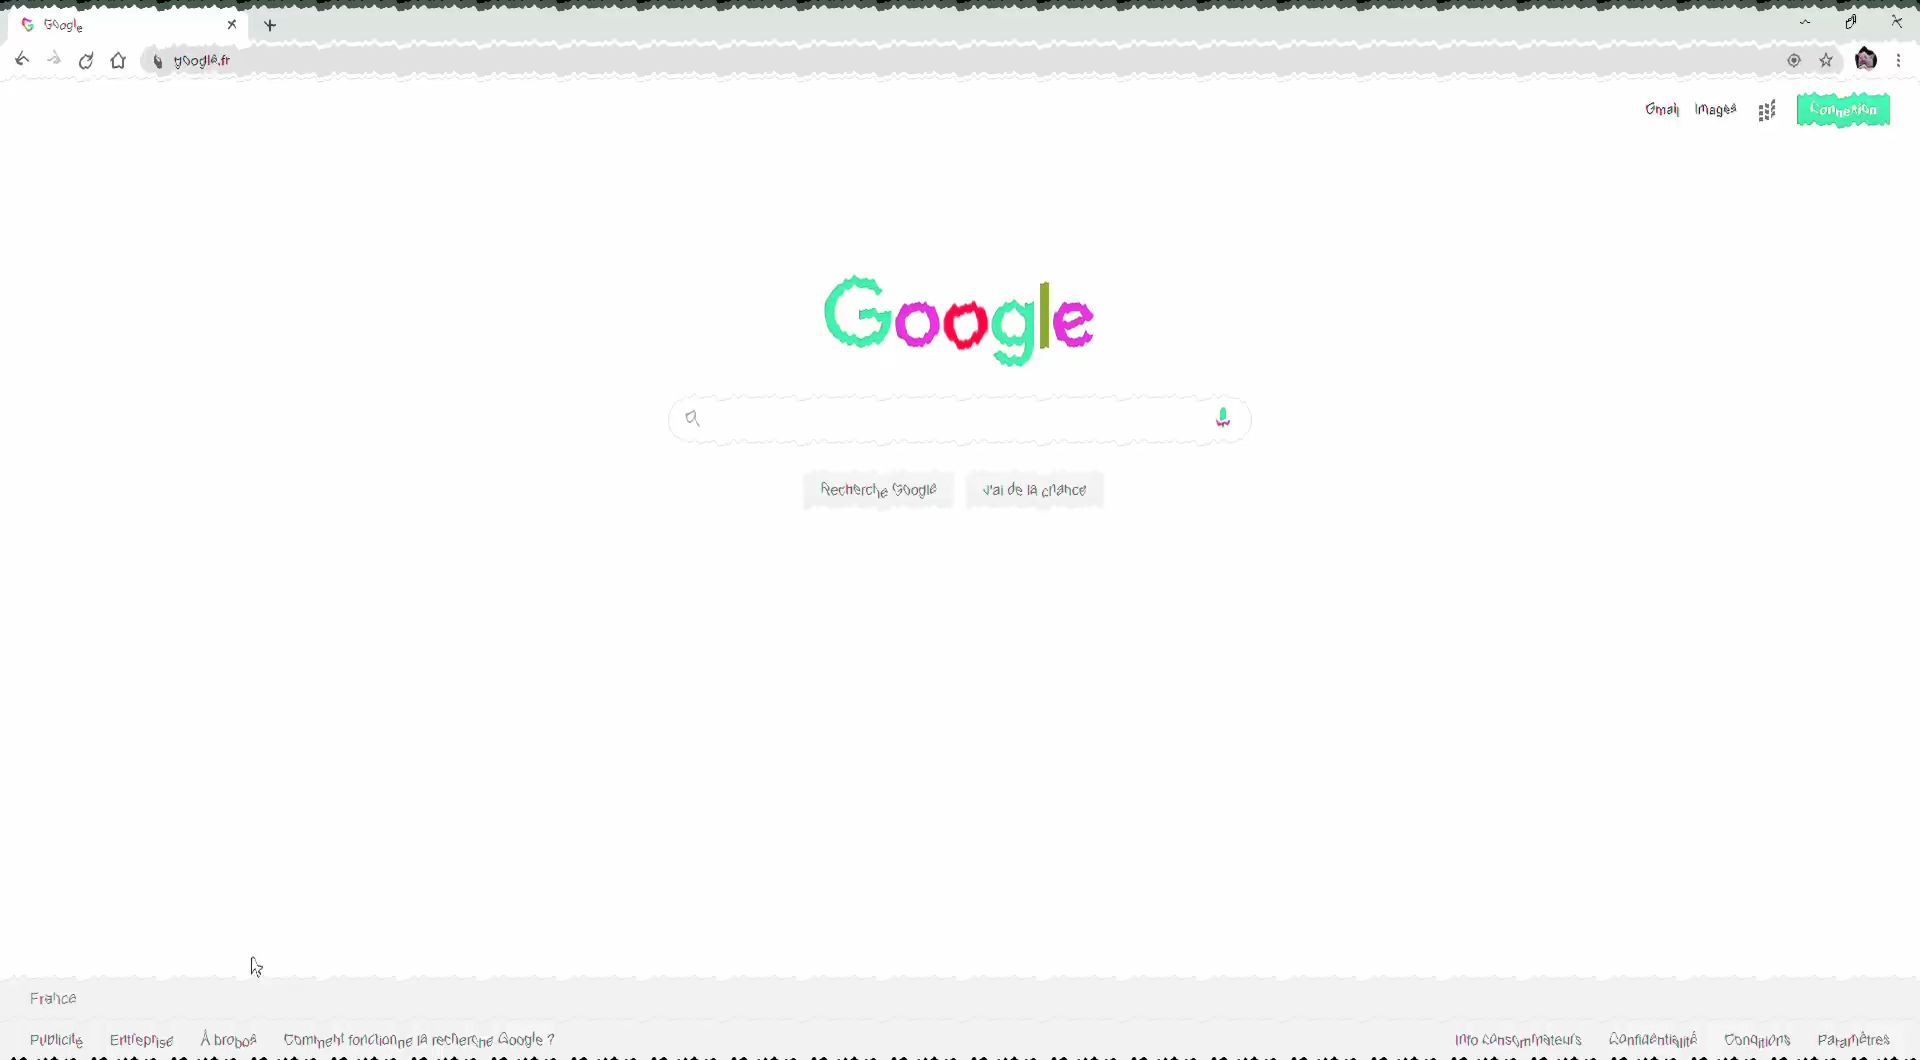 Google
google.fr
Gmail Images Connexion
Google
Recherche Google J'ai de la chance
France
Publicité Entreprise À propos Comment fonctionne la recherche Google ? Info consommateurs Confidentialité Conditions Paramètres